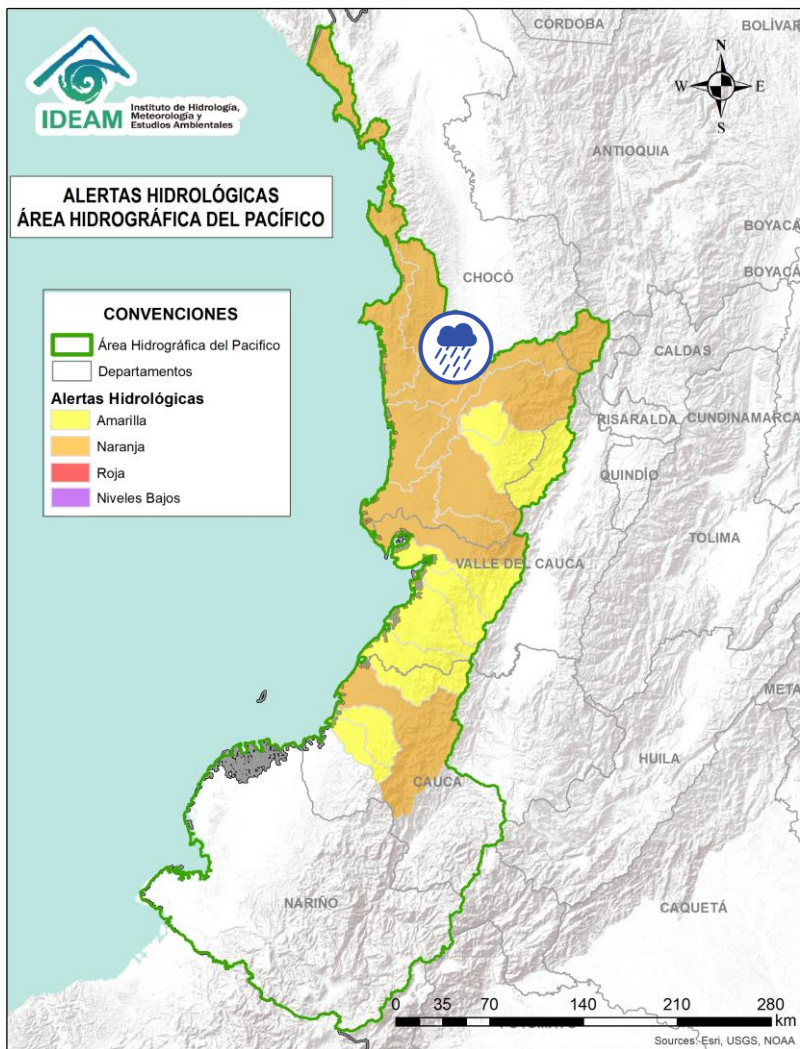 CÓRDOBA
BOLÍVAR
IDEAM
Instituto de Hidrología,
Meteorología y
Estudios Ambientales
N
W
E
S
ANTIOQUIA
ALERTAS HIDROLÓGICAS
ÁREA HIDROGRÁFICA DEL PACÍFICO
BOYACÁ
BOYACÁ
CHOCÓ
CONVENCIONES
Área Hidrográfica del Pacifico
Departamentos
Alertas Hidrológicas
Amarilla
Naranja
Roja
Niveles Bajos
CALDAS
RISARALDA
CUNDINAMARCA
QUINDÍO
TOLIMA
VALLE DEL CAUCA
META
HUILA
CAUCA
NARIÑO
CAQUETÁ
0 35 70 140 210 280
km
Sources: Esri, USGS, NOAA